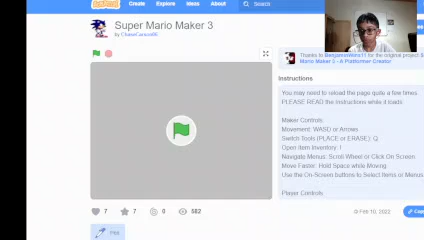 SCRATCH
Create Explore Ideas About Search
Super Mario Maker 3
by
Thanks to for the original project
Mario Maker 3 - A Platformer Creator
Instructions
You may need to reload the page quite a few times.
PLEASE READ the Instructions while it loads.
Maker Controls:
Movement: WASD or Arrows
Switch Tools (PLACE or ERASE): Q
Open Item Inventory: I
Navigate Menus: Scroll Wheel or Click On Screen
Move Faster: Hold Space while Moving
Use the On-Screen buttons to Select Items or Menus
Player Controls
7 7 0 582
© Feb 10, 2022